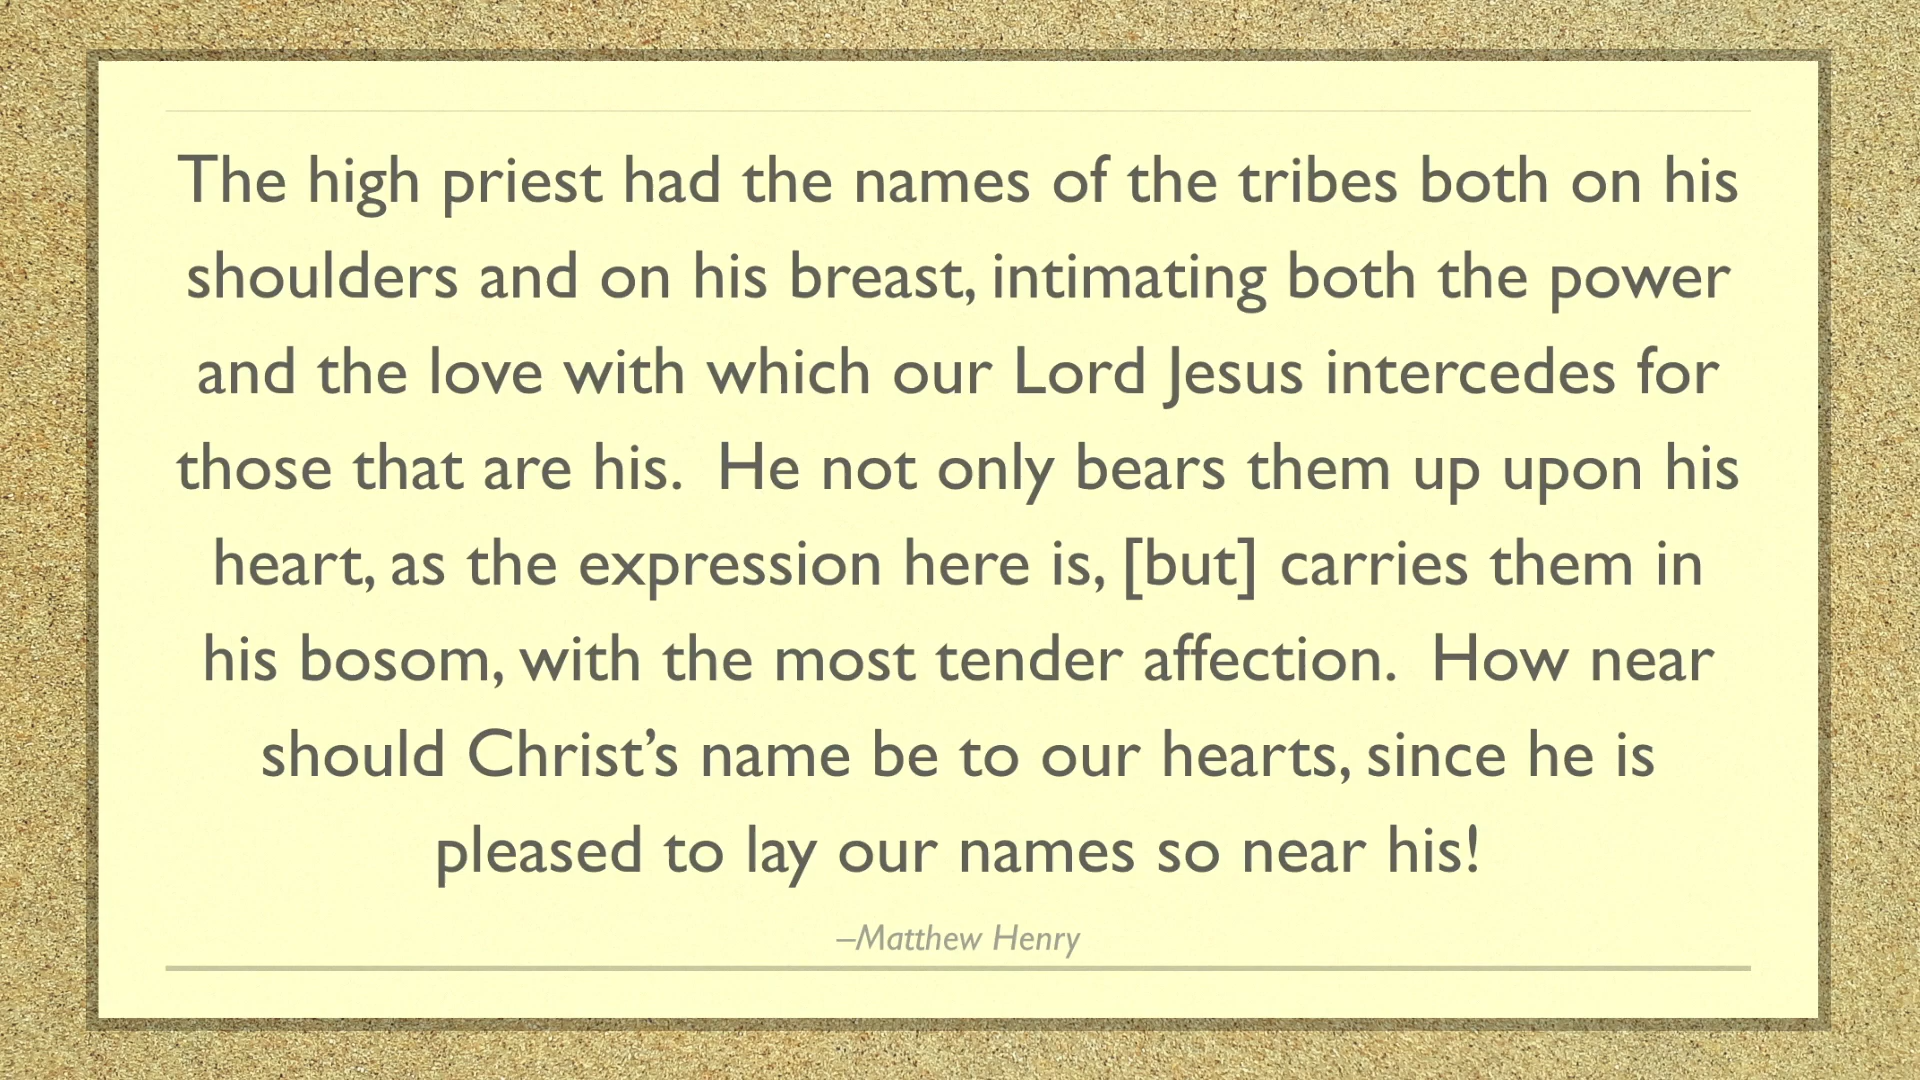 The high priest had the names of the tribes both on his
shoulders and on his breast, intimating both the power
and the love with which our Lord Jesus intercedes for
those that are his.  He not only bears them up upon his
heart, as the expression here is, [but] carries them in
his bosom, with the most tender affection.  How near
should Christ’s name be to our hearts, since he is
pleased to lay our names so near his!
–Matthew Henry